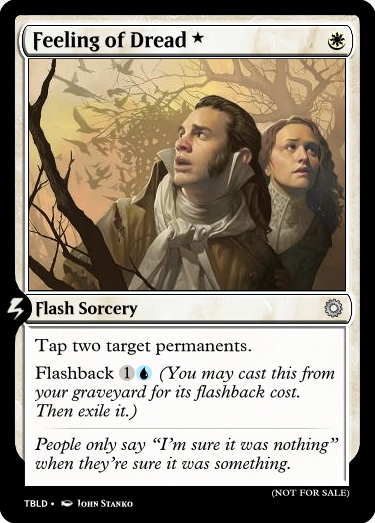 Feeling of Dread ★
Flash Sorcery
Tap two target permanents.
Flashback 1 (You may cast this from
your graveyard for its flashback cost.
Then exile it.)
People only say “I’m sure it was nothing”
when they’re sure it was something.
(NOT FOR SALE)
TBLD • John Stanko